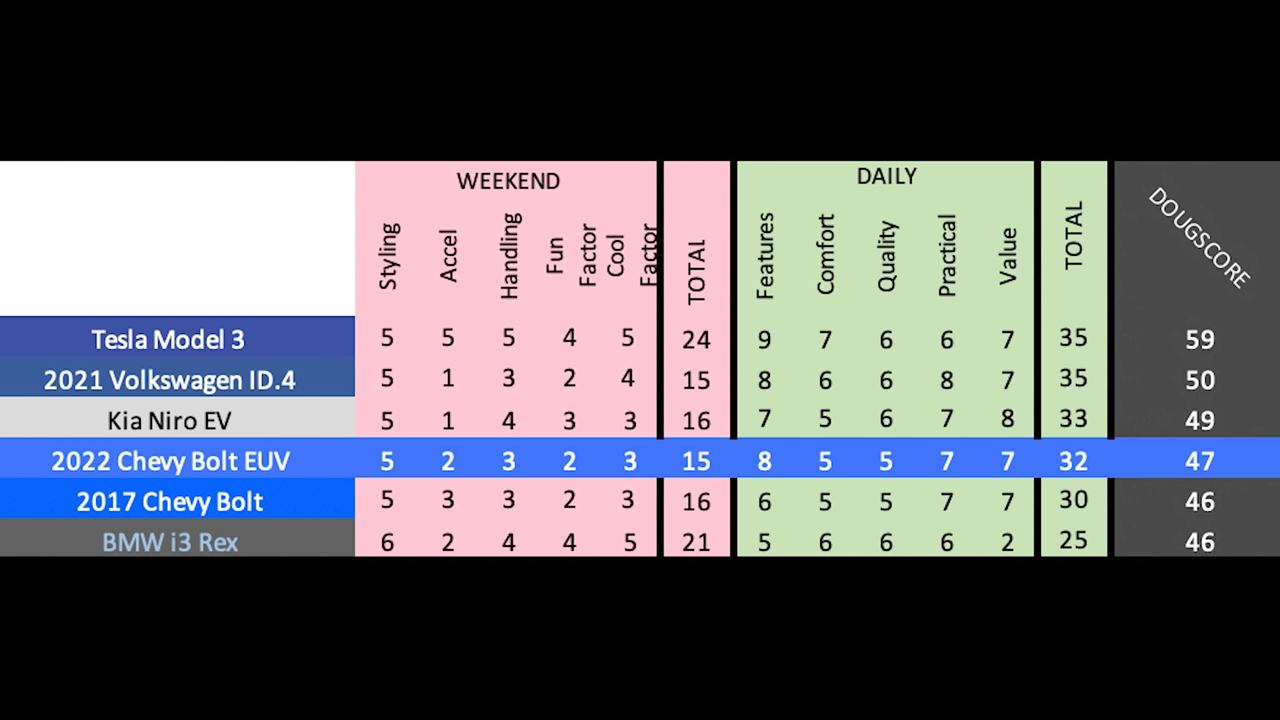 WEEKEND DAILY
Styling Accel Handling Fun Factor Cool Factor TOTAL Features Comfort Quality Practical Value TOTAL DOUGSCORE
Tesla Model 3 5 5 5 4 5 24 9 7 6 6 7 35 59
2021 Volkswagen ID.4 5 1 3 2 4 15 8 6 6 8 7 35 50
Kia Niro EV 5 1 4 3 3 16 7 5 6 7 8 33 49
2022 Chevy Bolt EUV 5 2 3 2 3 15 8 5 5 7 7 32 47
2017 Chevy Bolt 5 3 3 2 3 16 6 5 5 7 7 30 46
BMW i3 Rex 6 2 4 4 5 21 5 6 6 6 2 25 46